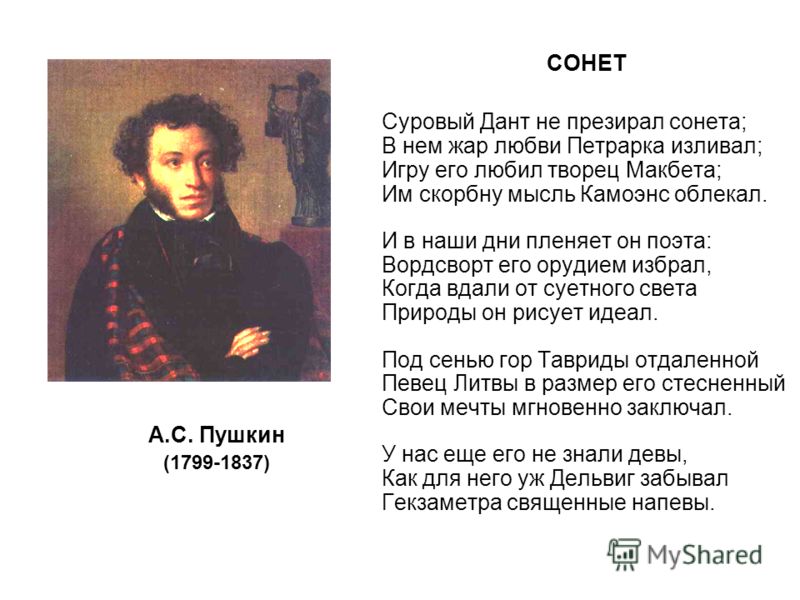 СОНЕТ
Суровый Дант не презирал сонета;
В нем жар любви Петрарка изливал;
Игру его любил творец Макбета;
Им скорбну мысль Камоэнс облекал.
И в наши дни пленяет он поэта:
Вордсворт его орудием избрал,
Когда вдали от суетного света
Природы он рисует идеал.
Под сенью гор Тавриды отдаленной
Певец Литвы в размер его стесненный
Свои мечты мгновенно заключал.
У нас еще его не знали девы,
Как для него уж Дельвиг забывал
Гекзаметра священные напевы.
А.С. Пушкин
(1799-1837)
MyShared